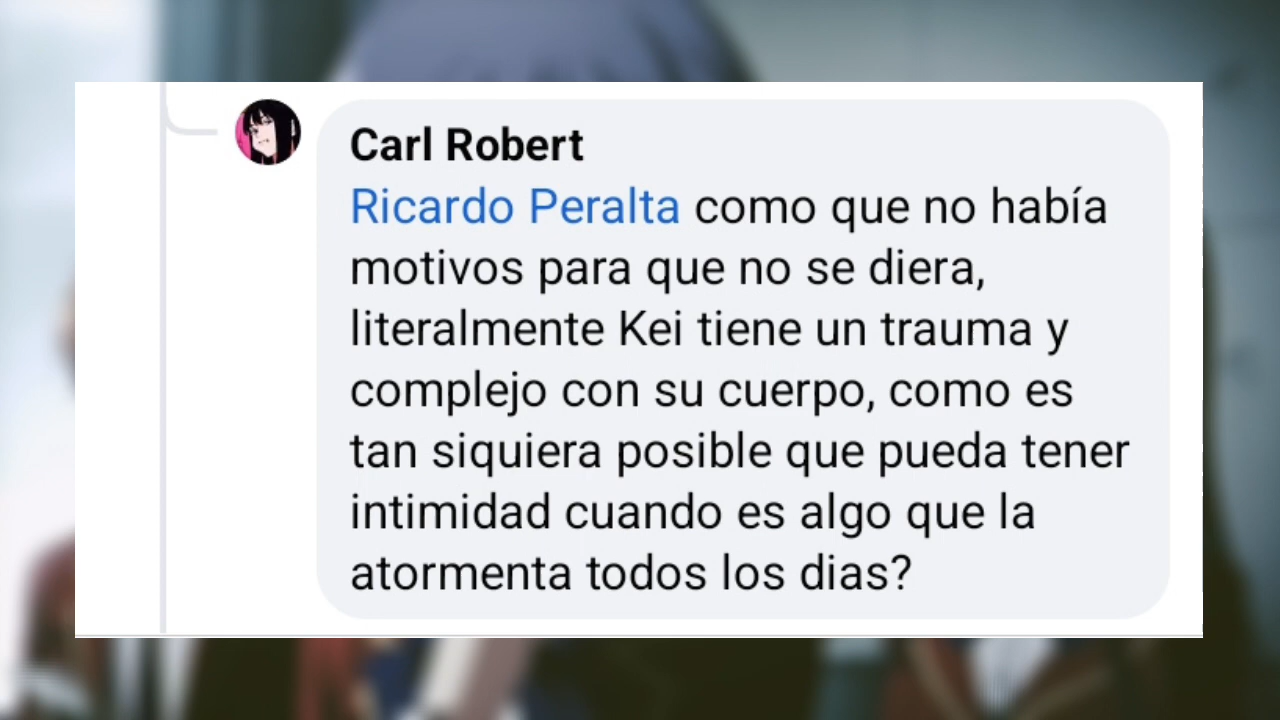 Carl Robert
Ricardo Peralta como que no había
motivos para que no se diera,
literalmente Kei tiene un trauma y
complejo con su cuerpo, como es
tan siquiera posible que pueda tener
intimidad cuando es algo que la
atormenta todos los dias?